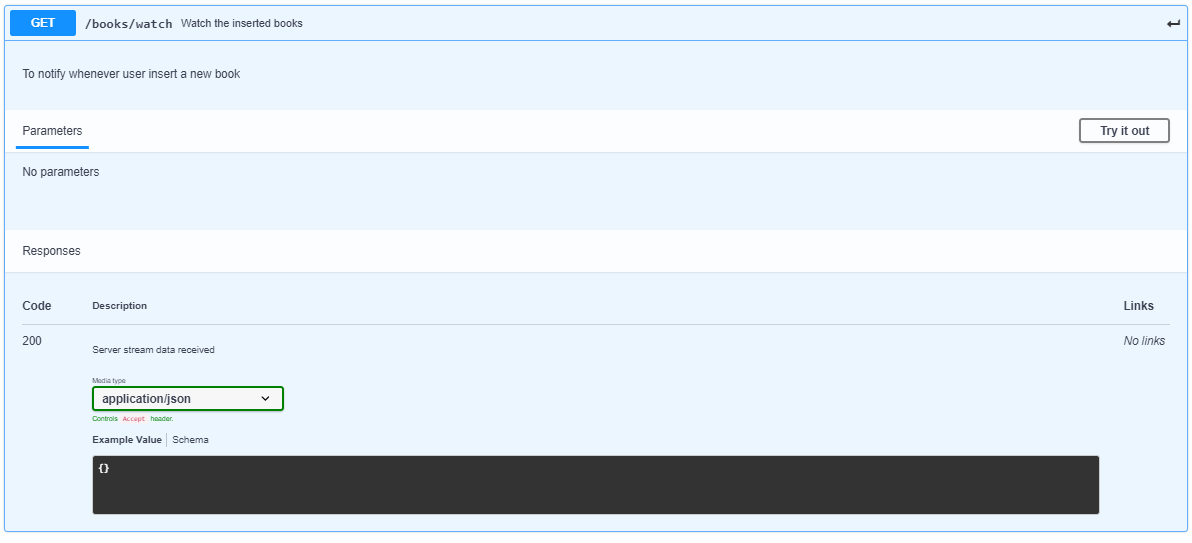 GET /books/watch Watch the inserted books
To notify whenever user insert a new book
Parameters Try it out
No parameters
Responses
Code Description Links
200 No links
Server stream data received
Media type
application/json
Controls Accept header.
Example Value Schema
{}